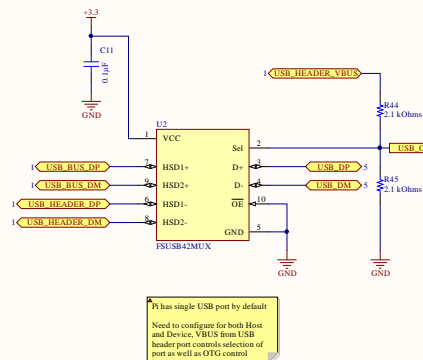 +3.3
C11
0.1µF
GND
1 USB_HEADER_VBUS
R44
2.1 kOhms
U2
1 VCC
Sel 2
1 USB_BUS_DP 7 HSD1+
D+ 3 USB_DP 5
1 USB_BUS_DM 9 HSD2+
D- 4 USB_DM 5
1 USB_HEADER_DP 6 HSD1-
OE 10
1 USB_HEADER_DM 8 HSD2-
GND 5
FSUSB42MUX
R45
2.1 kOhms
GND
GND
Pi has single USB port by default
Need to configure for both Host
and Device, VBUS from USB
header port controls selection of
port as well as OTG control